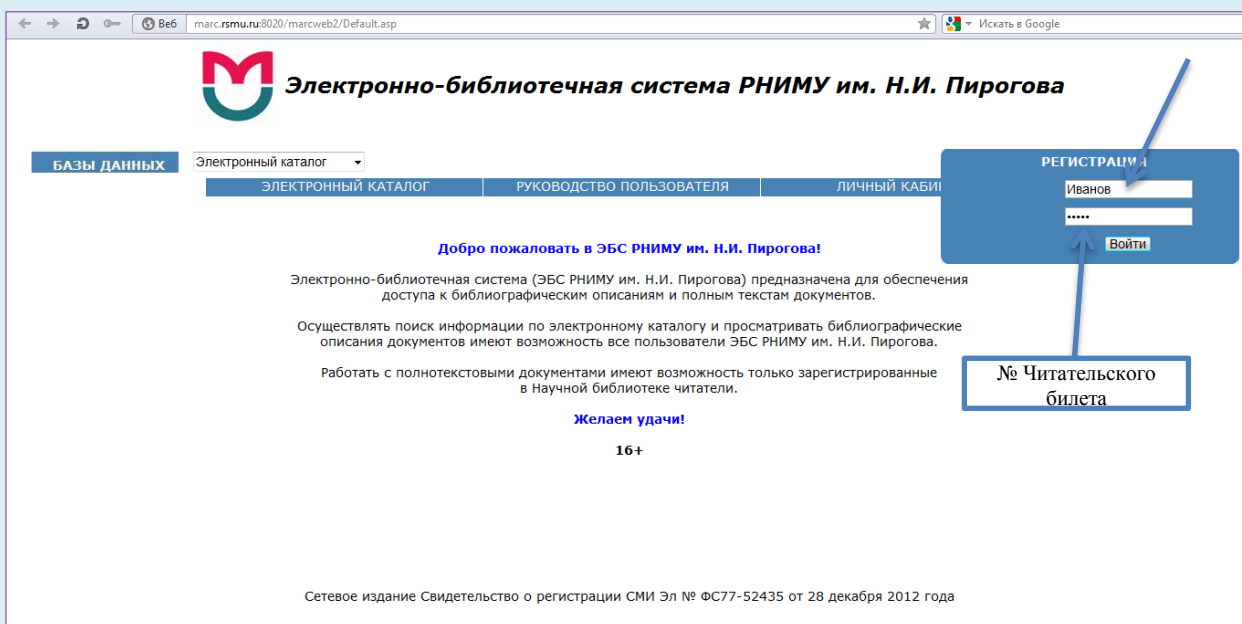 Веб
marc.rsmu.ru:8020/marcweb2/Default.asp
Искать в Google
Электронно-библиотечная система РНИМУ им. Н.И. Пирогова
БАЗЫ ДАННЫХ
Электронный каталог
РЕГИСТРАЦИЯ
ЭЛЕКТРОННЫЙ КАТАЛОГ
РУКОВОДСТВО ПОЛЬЗОВАТЕЛЯ
ЛИЧНЫЙ КАБИ
Иванов
Войти
Добро пожаловать в ЭБС РНИМУ им. Н.И. Пирогова!
Электронно-библиотечная система (ЭБС РНИМУ им. Н.И. Пирогова) предназначена для обеспечения
доступа к библиографическим описаниям и полным текстам документов.
Осуществлять поиск информации по электронному каталогу и просматривать библиографические
описания документов имеют возможность все пользователи ЭБС РНИМУ им. Н.И. Пирогова.
Работать с полнотекстовыми документами имеют возможность только зарегистрированные
в Научной библиотеке читатели.
№ Читательского
билета
Желаем удачи!
16+
Сетевое издание Свидетельство о регистрации СМИ Эл № ФС77-52435 от 28 декабря 2012 года